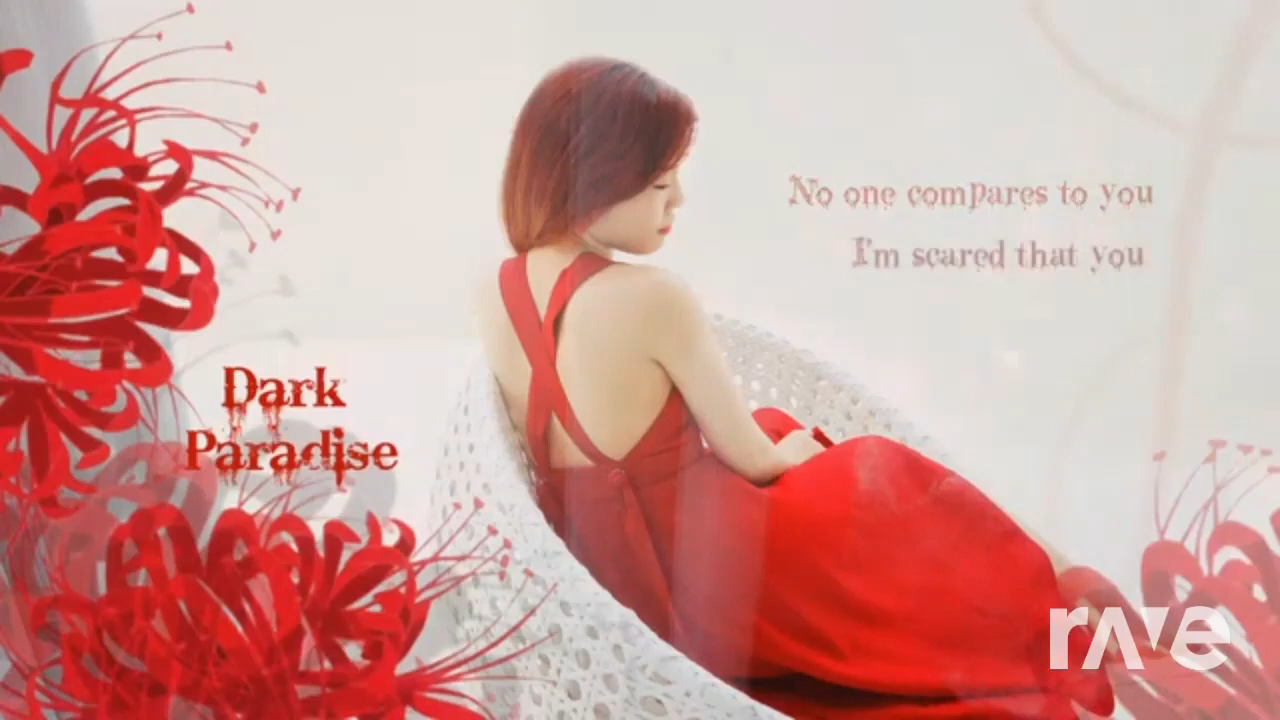 No one compares to you
I'm scared that you
Dark
Paradise
rave